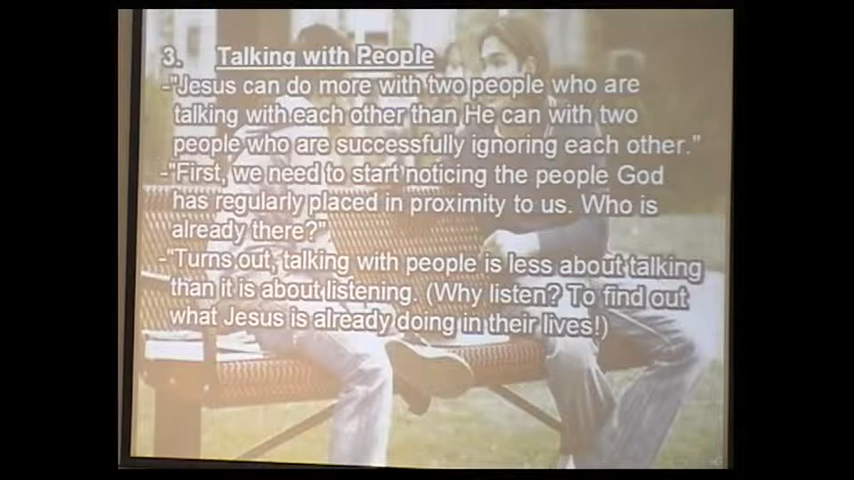 3. Talking with People
-"Jesus can do more with two people who are
talking with each other than He can with two
people who are successfully ignoring each other."
-"First, we need to start noticing the people God
has regularly placed in proximity to us. Who is
already there?"
-"Turns out, talking with people is less about talking
than it is about listening. (Why listen? To find out
what Jesus is already doing in their lives!)